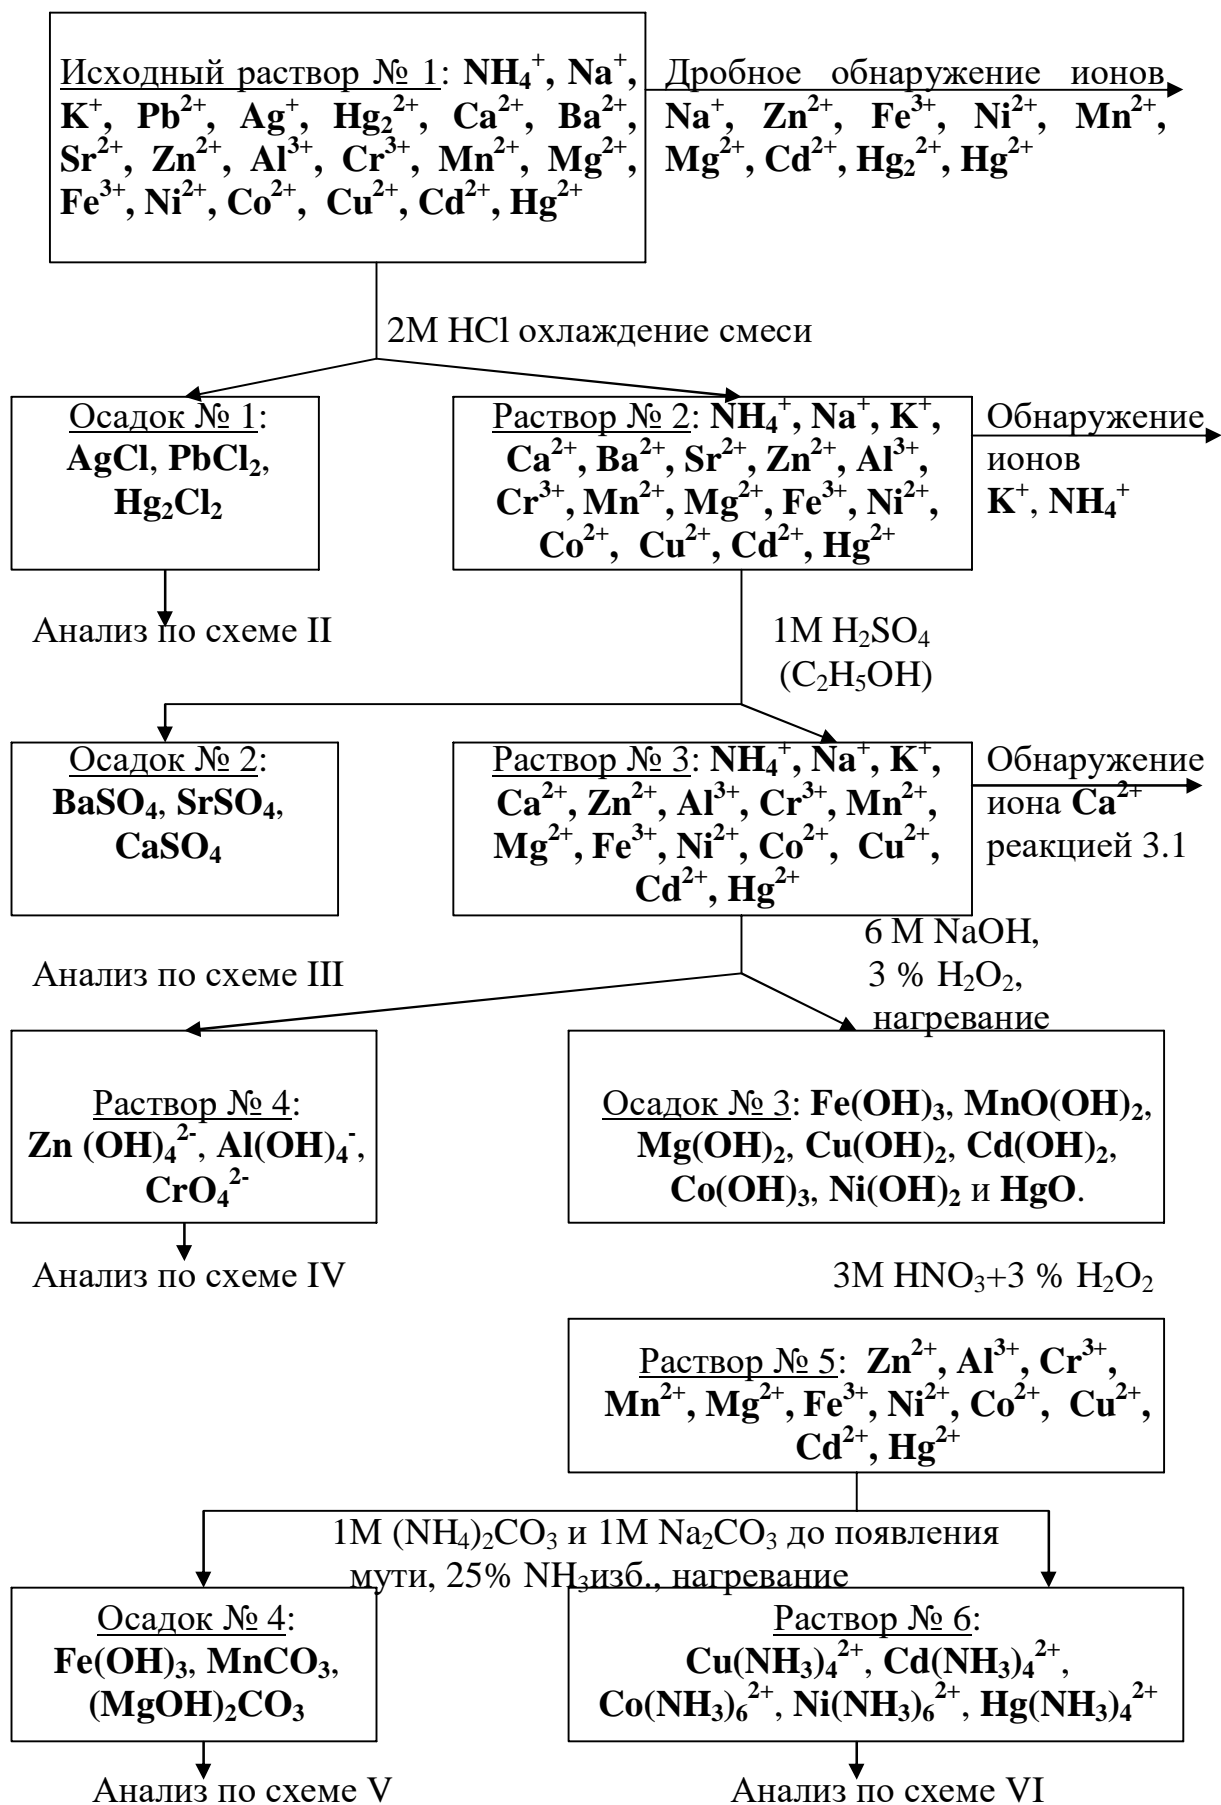 Исходный раствор № 1: NH₄⁺, Na⁺,
K⁺, Pb²⁺, Ag⁺, Hg₂²⁺, Ca²⁺, Ba²⁺,
Sr²⁺, Zn²⁺, Al³⁺, Cr³⁺, Mn²⁺, Mg²⁺,
Fe³⁺, Ni²⁺, Co²⁺, Cu²⁺, Cd²⁺, Hg²⁺
Дробное обнаружение ионов
Na⁺, Zn²⁺, Fe³⁺, Ni²⁺, Mn²⁺,
Mg²⁺, Cd²⁺, Hg₂²⁺, Hg²⁺
2М HCl охлаждение смеси
Осадок № 1:
AgCl, PbCl₂,
Hg₂Cl₂
Раствор № 2: NH₄⁺, Na⁺, K⁺,
Ca²⁺, Ba²⁺, Sr²⁺, Zn²⁺, Al³⁺,
Cr³⁺, Mn²⁺, Mg²⁺, Fe³⁺, Ni²⁺,
Co²⁺, Cu²⁺, Cd²⁺, Hg²⁺
Обнаружение
ионов
K⁺, NH₄⁺
Анализ по схеме II
1М H₂SO₄
(C₂H₅OH)
Осадок № 2:
BaSO₄, SrSO₄,
CaSO₄
Раствор № 3: NH₄⁺, Na⁺, K⁺,
Ca²⁺, Zn²⁺, Al³⁺, Cr³⁺, Mn²⁺,
Mg²⁺, Fe³⁺, Ni²⁺, Co²⁺, Cu²⁺,
Cd²⁺, Hg²⁺
Обнаружение
иона Ca²⁺
реакцией 3.1
Анализ по схеме III
6 М NaOH,
3 % H₂O₂,
нагревание
Раствор № 4:
Zn (OH)₄²⁻, Al(OH)₄⁻,
CrO₄²⁻
Осадок № 3: Fe(OH)₃, MnO(OH)₂,
Mg(OH)₂, Cu(OH)₂, Cd(OH)₂,
Co(OH)₃, Ni(OH)₂ и HgO.
Анализ по схеме IV
3М HNO₃+3 % H₂O₂
Раствор № 5: Zn²⁺, Al³⁺, Cr³⁺,
Mn²⁺, Mg²⁺, Fe³⁺, Ni²⁺, Co²⁺, Cu²⁺,
Cd²⁺, Hg²⁺
1М (NH₄)₂CO₃ и 1М Na₂CO₃ до появления
мути, 25% NH₃изб., нагревание
Осадок № 4:
Fe(OH)₃, MnCO₃,
(MgOH)₂CO₃
Раствор № 6:
Cu(NH₃)₄²⁺, Cd(NH₃)₄²⁺,
Co(NH₃)₆²⁺, Ni(NH₃)₆²⁺, Hg(NH₃)₄²⁺
Анализ по схеме V
Анализ по схеме VI